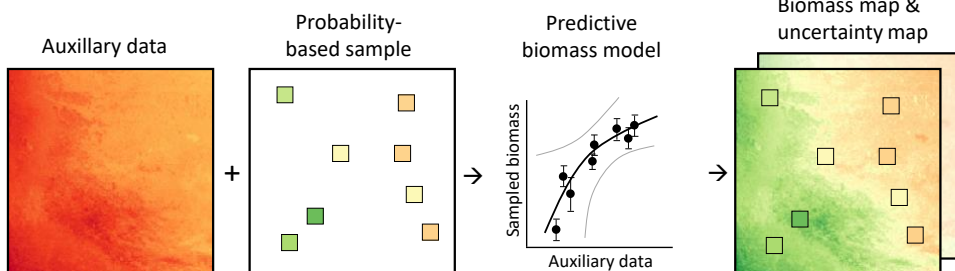 Auxillary data
Probability-
based sample
Predictive
biomass model
Biomass map &
uncertainty map
+
→
→
Sampled biomass
Auxiliary data